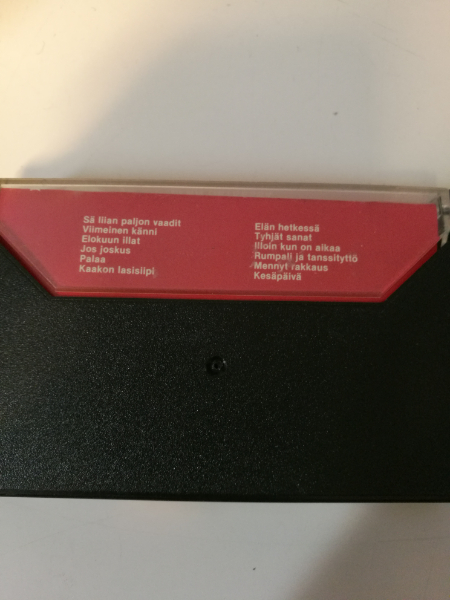 Sä liian paljon vaadit
Viimeinen känni
Elokuun illat
Jos joskus
Palaa
Kaakon lasisiipi
Elän hetkessä
Tyhjät sanat
Illoin kun on aikaa
Rumpali ja tanssityttö
Mennyt rakkaus
Kesäpäivä